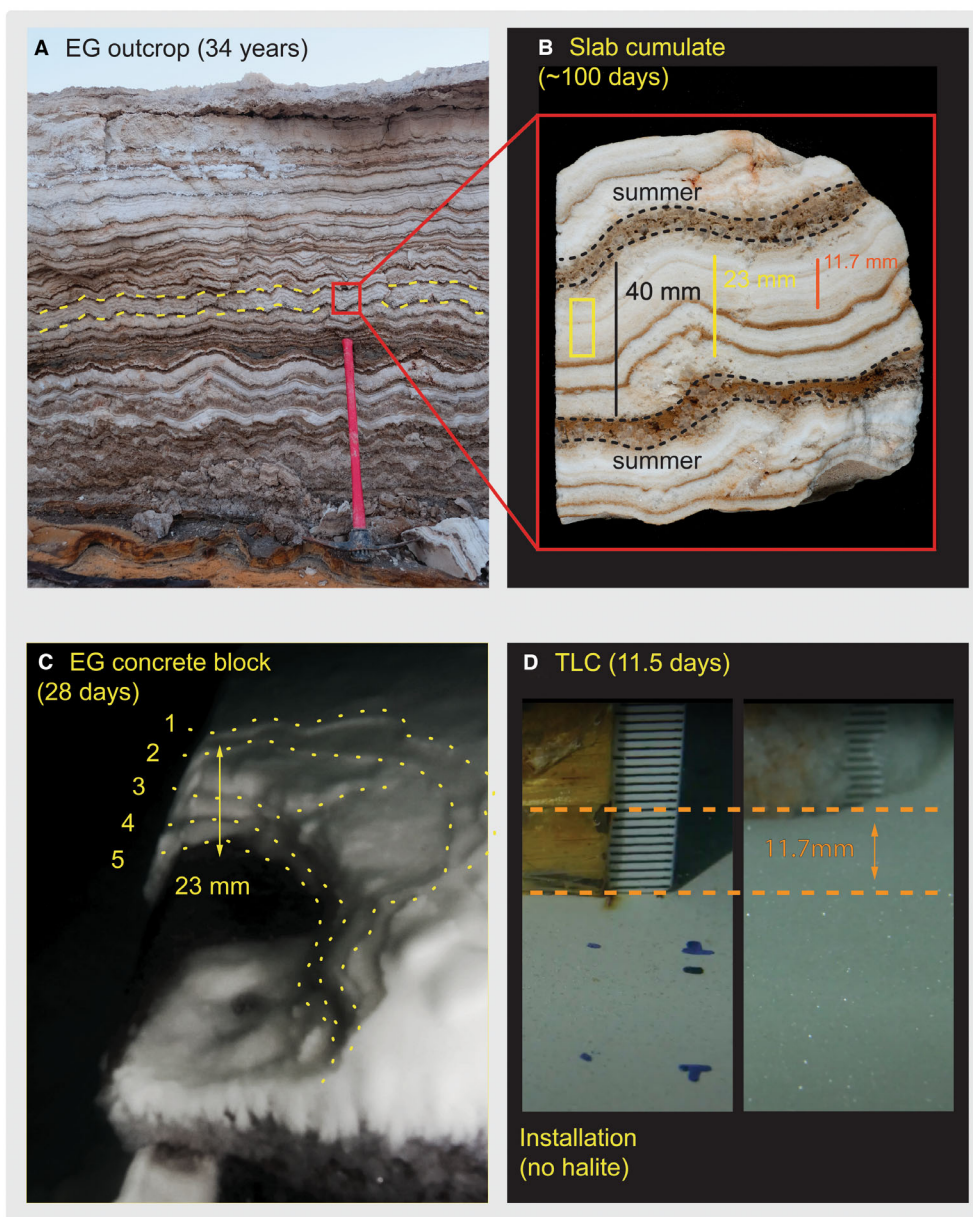 A EG outcrop (34 years)
B Slab cumulate
(~100 days)
summer
11.7 mm
23 mm
40 mm
summer
C EG concrete block
(28 days)
1
2
3
4
5
23 mm
D TLC (11.5 days)
11.7mm
Installation
(no halite)